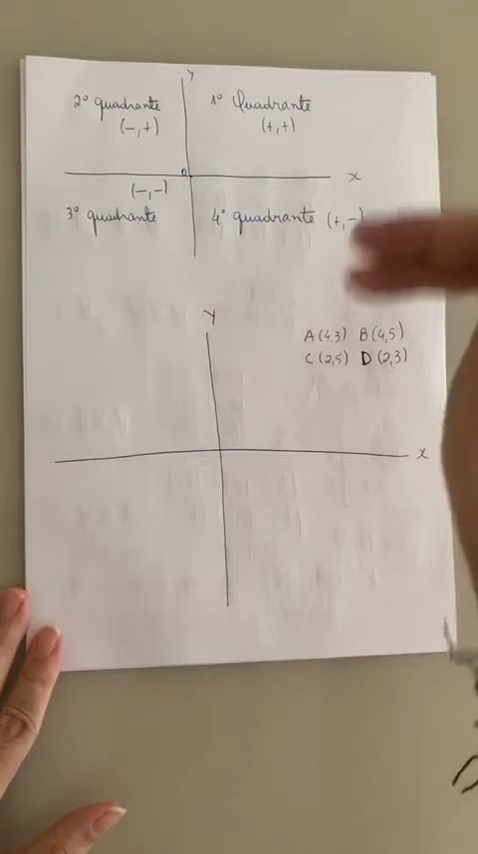 y
2º quadrante 1º Quadrante
(-,+) (+,+)
0 x
(-,-)
3º quadrante 4º quadrante (+,-)
y
A(4,3) B(4,5)
C(2,5) D(2,3)
x